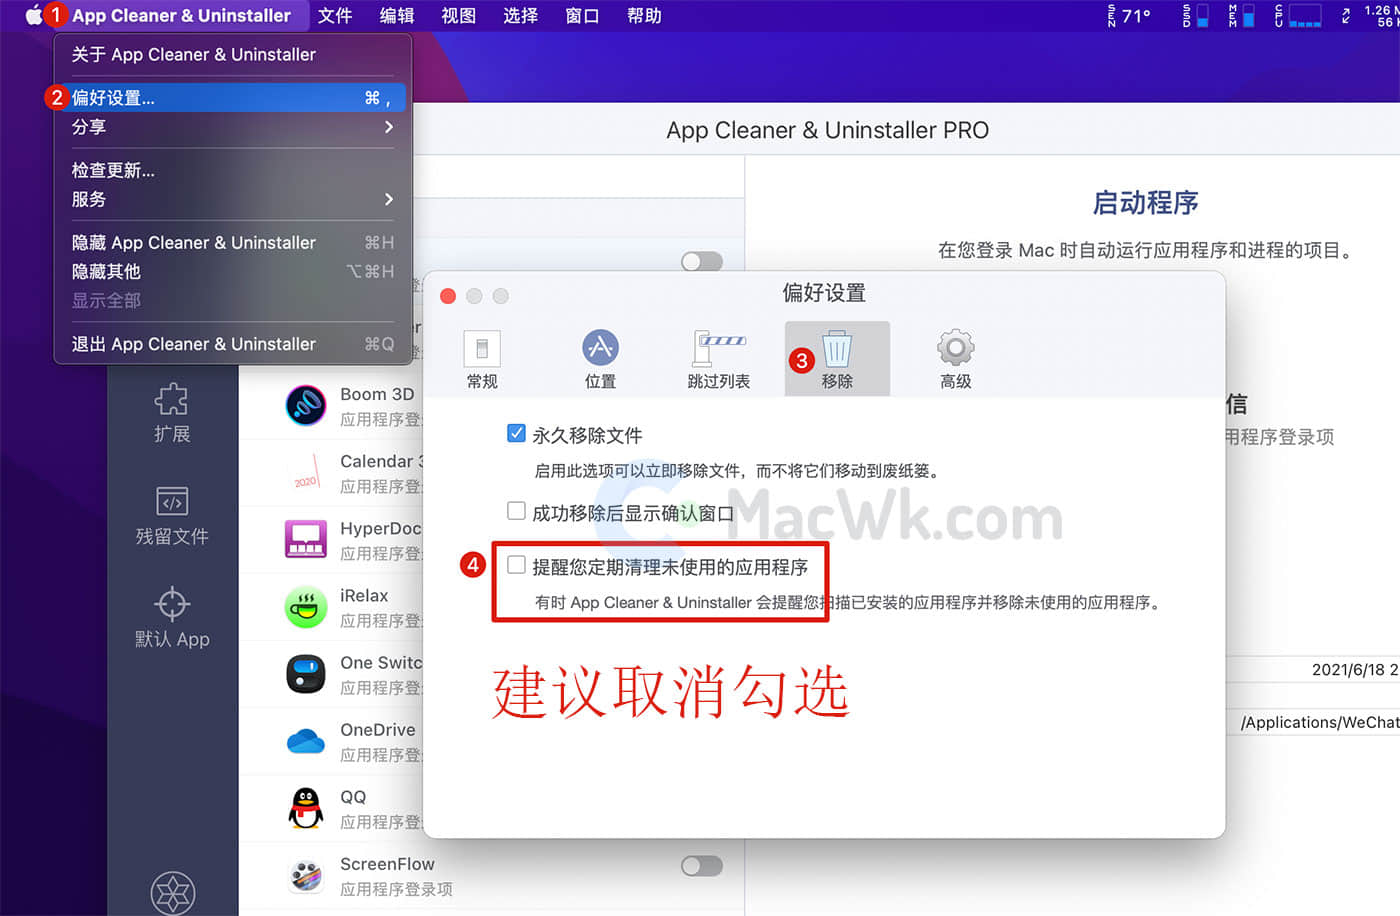 1 App Cleaner & Uninstaller 文件 编辑 视图 选择 窗口 帮助 SEN 71° SSD MEM CPU 1.26 M
56 K
关于 App Cleaner & Uninstaller
2 偏好设置... ⌘ ,
分享
检查更新...
服务
隐藏 App Cleaner & Uninstaller ⌘H
隐藏其他 ⌥⌘H
显示全部
退出 App Cleaner & Uninstaller ⌘Q
App Cleaner & Uninstaller PRO
启动程序
在您登录 Mac 时自动运行应用程序和进程的项目。
扩展
残留文件
默认 App
Boom 3D
应用程序登
Calendar 3
应用程序登
2020
HyperDoc
应用程序登
iRelax
应用程序登
One Switc
应用程序登
OneDrive
应用程序登
QQ
应用程序登
ScreenFlow
应用程序登录项
偏好设置
常规 位置 跳过列表 3 移除 高级
永久移除文件
启用此选项可以立即移除文件，而不将它们移动到废纸篓。
成功移除后显示确认窗口
MacWk.com
4 提醒您定期清理未使用的应用程序
有时 App Cleaner & Uninstaller 会提醒您扫描已安装的应用程序并移除未使用的应用程序。
建议取消勾选
信
用程序登录项
2021/6/18 2
/Applications/WeChat